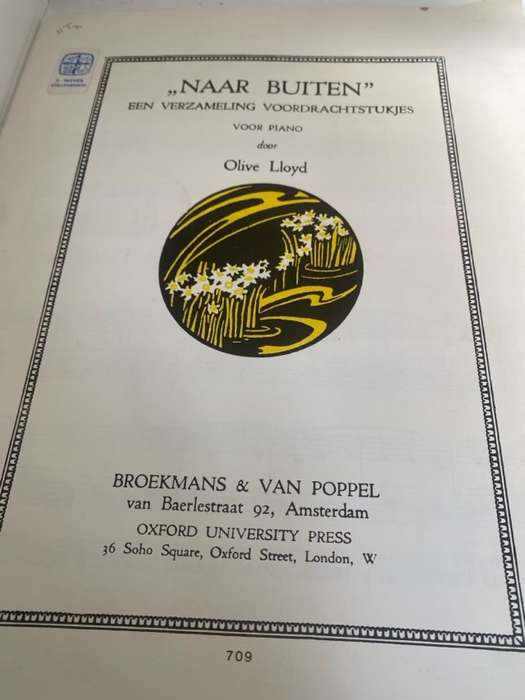 „NAAR BUITEN”
EEN VERZAMELING VOORDRACHTSTUKJES
VOOR PIANO
door
Olive Lloyd
BROEKMANS & VAN POPPEL
van Baerlestraat 92, Amsterdam
OXFORD UNIVERSITY PRESS
36 Soho Square, Oxford Street, London, W
709